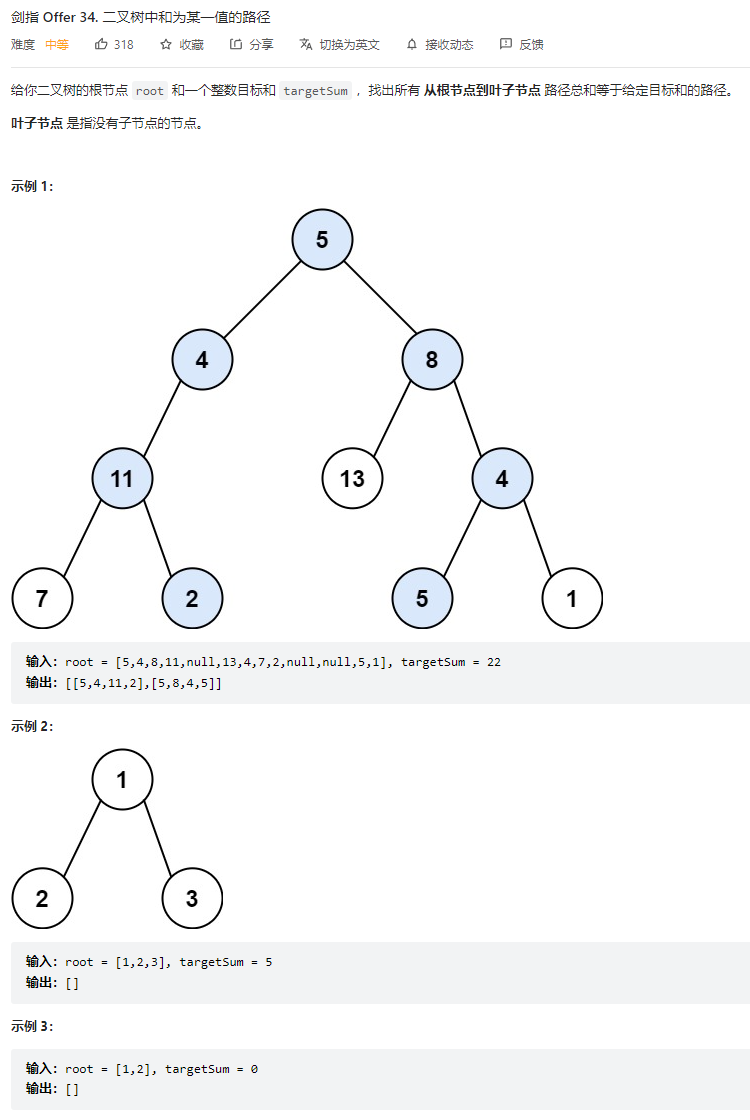 剑指 Offer 34. 二叉树中和为某一值的路径
难度 中等 318 收藏 分享 切换为英文 接收动态 反馈
给你二叉树的根节点 root 和一个整数目标和 targetSum ，找出所有 从根节点到叶子节点 路径总和等于给定目标和的路径。
叶子节点 是指没有子节点的节点。
示例 1：
5
4 8
11 13 4
7 2 5 1
输入：root = [5,4,8,11,null,13,4,7,2,null,null,5,1], targetSum = 22
输出：[[5,4,11,2],[5,8,4,5]]
示例 2：
1
2 3
输入：root = [1,2,3], targetSum = 5
输出：[]
示例 3：
输入：root = [1,2], targetSum = 0
输出：[]